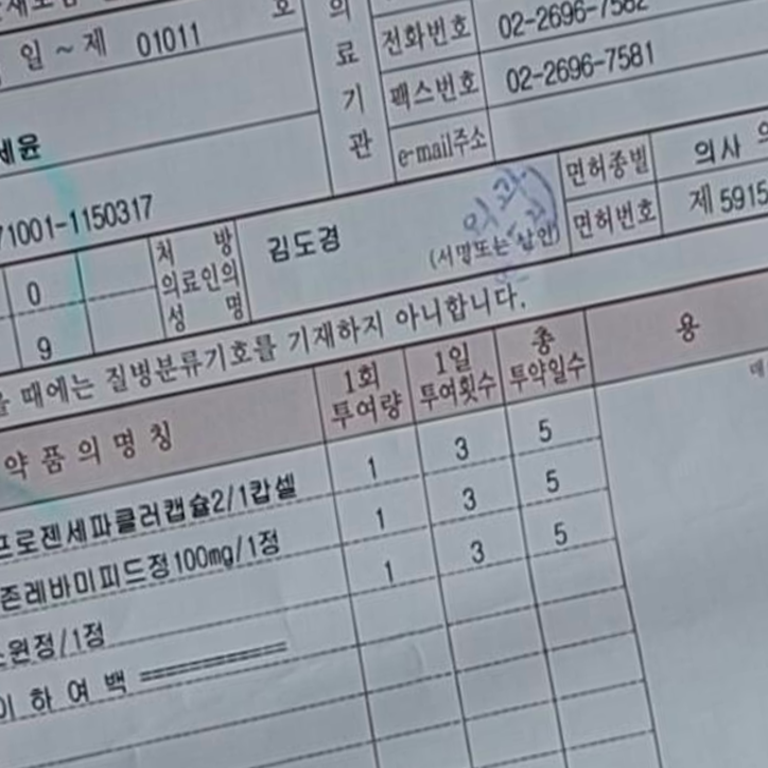 일 ~ 제 01011 호
의료기관
전화번호 02-2696-7582
팩스번호 02-2696-7581
e-mail주소
세윤
71001-1150317
면허종별 의사
면허번호 제 5915
처방 의료인의 성명 김도경 (서명또는 날인)
0
9
때에는 질병분류기호를 기재하지 아니합니다.
약 품 의 명 칭 1회 투여량 1일 투여횟수 총 투약일수 용
프로젠세파클러캡슐2/1캅셀 1 3 5
존레바미피드정100mg/1정 1 3 5
원정/1정 1 3 5
이 하 여 백 ==========